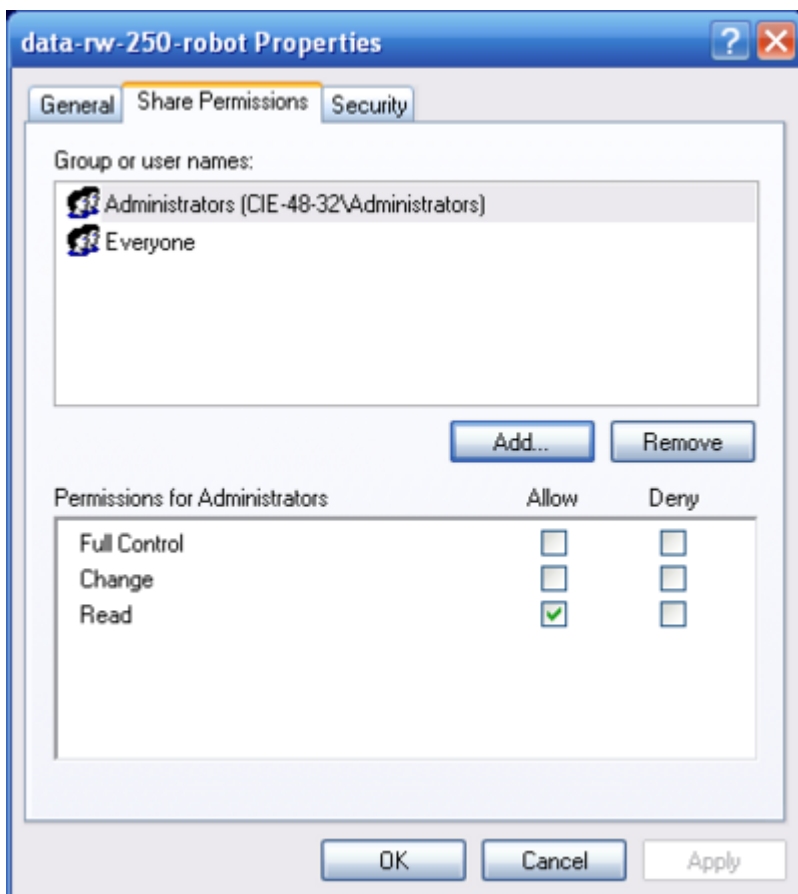 data-rw-250-robot Properties
General Share Permissions Security
Group or user names:
Administrators (CIE-48-32\Administrators)
Everyone
Add... Remove
Permissions for Administrators Allow Deny
Full Control
Change
Read
OK Cancel Apply